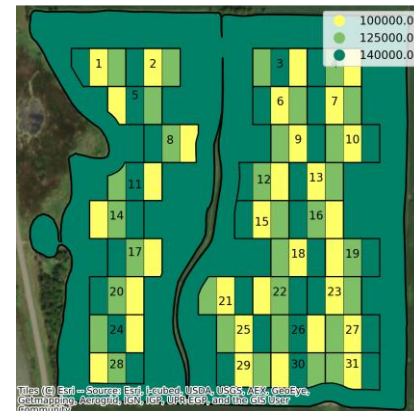 100000.0
125000.0
140000.0
1 2 3
5 6 7
8 9 10
11 12 13
14 15 16
17 18 19
20 21 22 23
24 25 26 27
28 29 30 31
Tiles (C) Esri -- Source: Esri, i-cubed, USDA, USGS, AEX, GeoEye,
Getmapping, Aerogrid, IGN, IGP, UPR-EGP, and the GIS User
Community